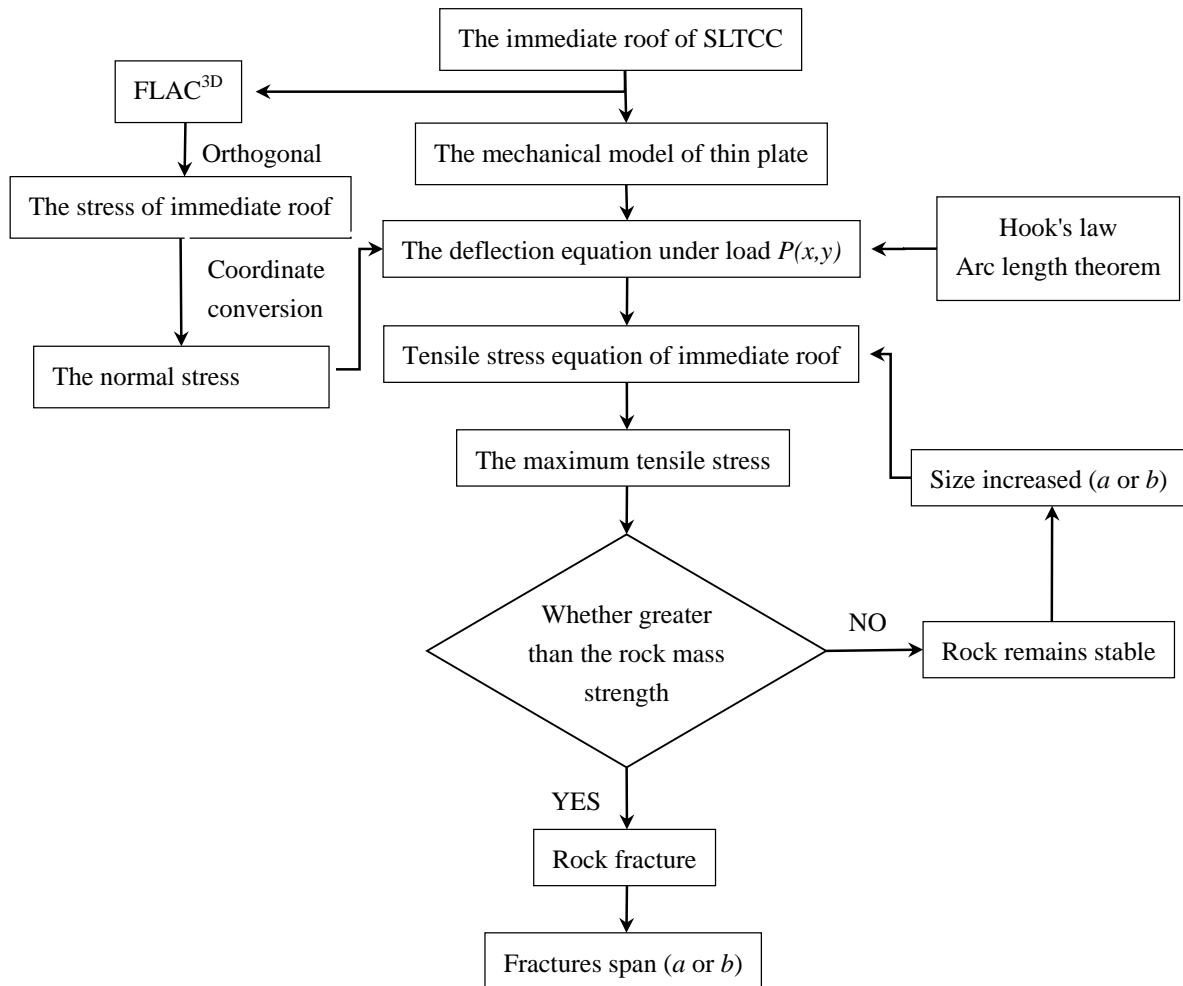 The immediate roof of SLTCC
FLAC3D
Orthogonal
The mechanical model of thin plate
The stress of immediate roof
The deflection equation under load P(x,y)
Hook's law
Arc length theorem
Coordinate
conversion
The normal stress
Tensile stress equation of immediate roof
The maximum tensile stress
Size increased (a or b)
Whether greater
than the rock mass
strength
NO
Rock remains stable
YES
Rock fracture
Fractures span (a or b)